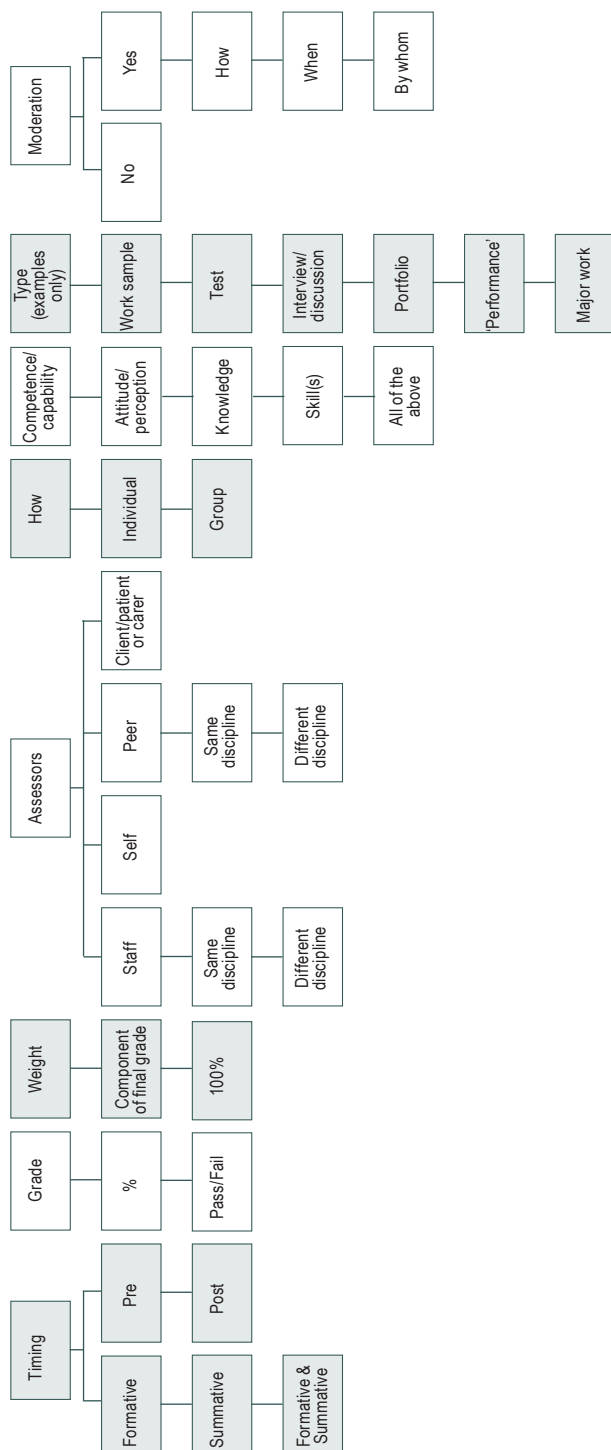 Timing
Formative
Summative
Formative &
Summative
Pre
Post
Grade
%
Pass/Fail
Weight
Component
of final grade
100%
Assessors
Staff
Same
discipline
Different
discipline
Self
Peer
Same
discipline
Different
discipline
Client/patient
or carer
How
Individual
Group
Competence/
capability
Attitude/
perception
Knowledge
Skill(s)
All of the
above
Type
(examples
only)
Work sample
Test
Interview/
discussion
Portfolio
‘Performance’
Major work
Moderation
No
Yes
How
When
By whom